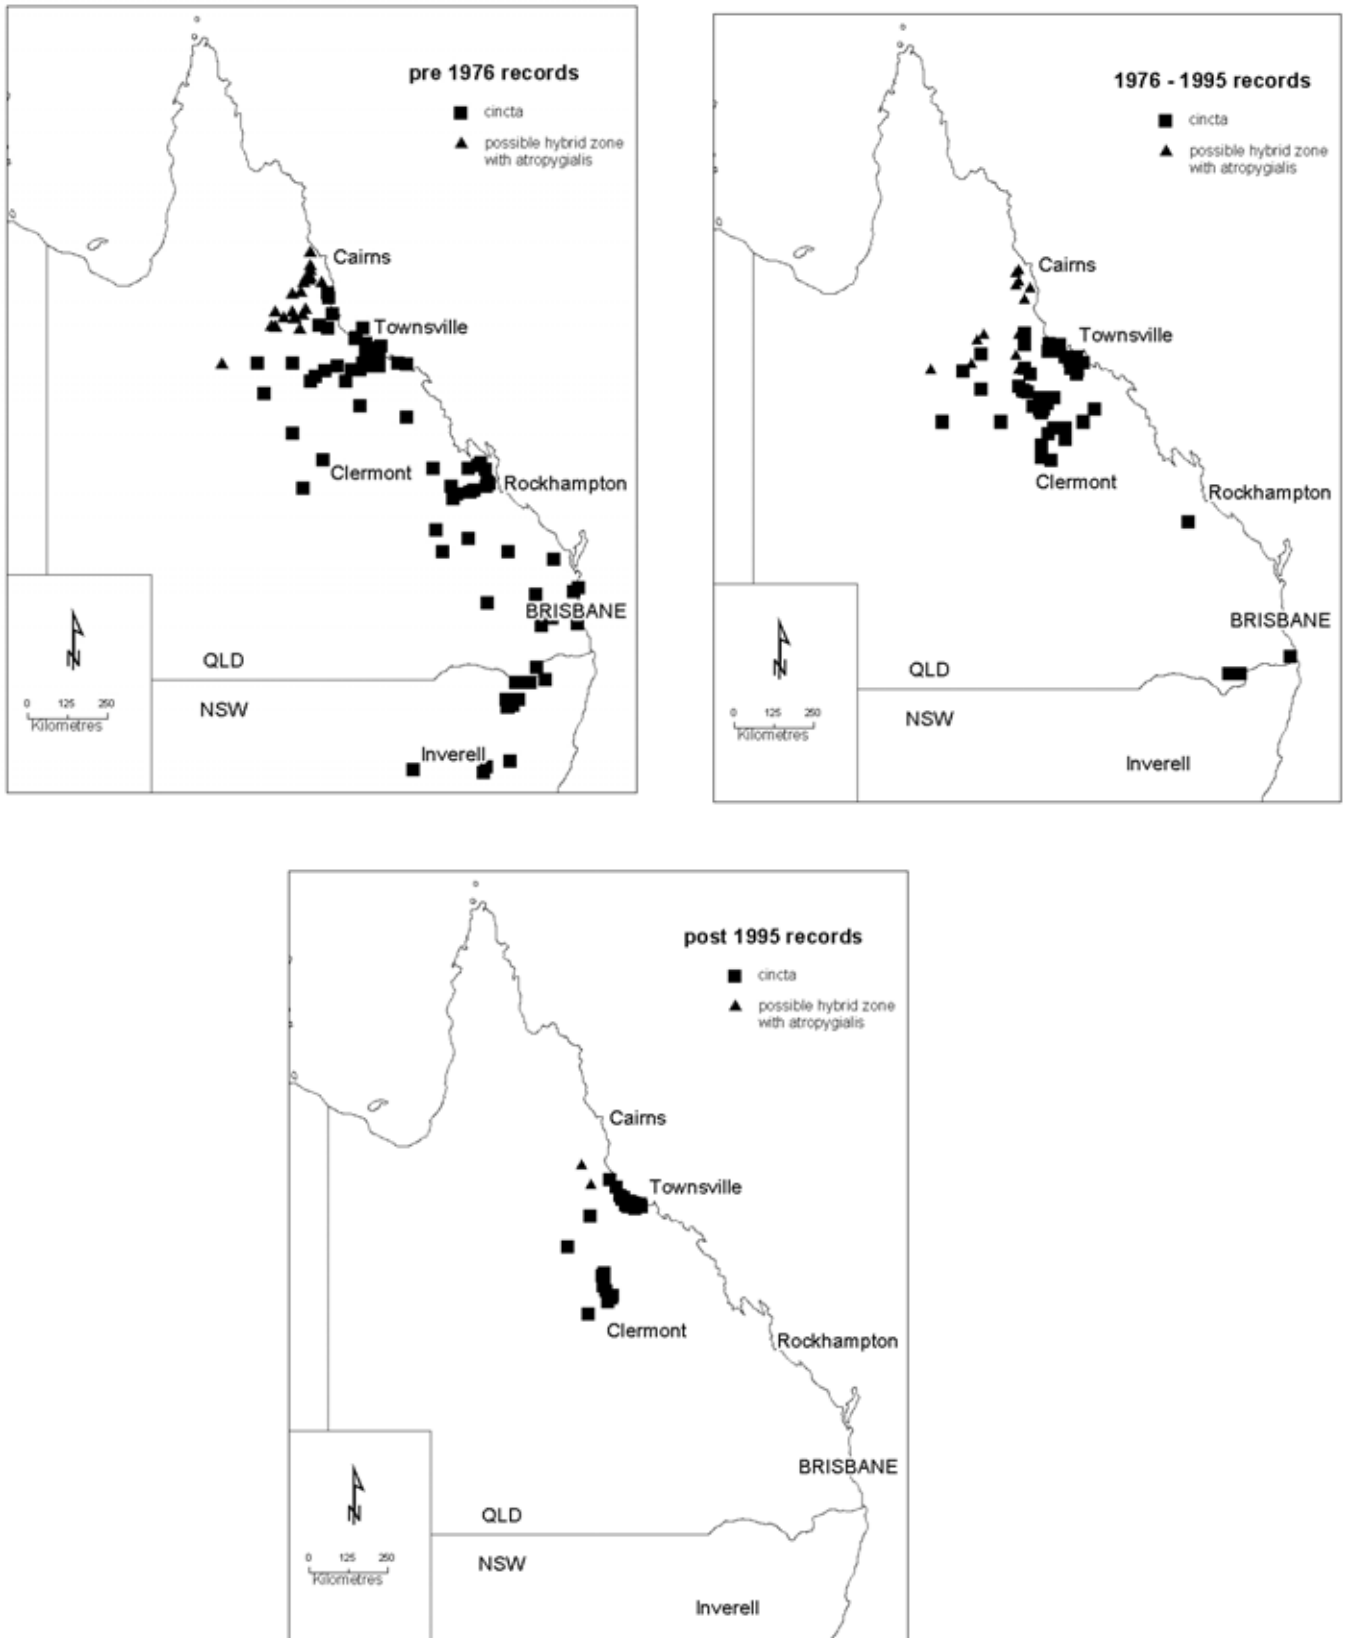 pre 1976 records
cincta
possible hybrid zone
with atropygialis
Cairns
Townsville
Clermont
Rockhampton
BRISBANE
QLD
NSW
Inverell
N
0 125 250
Kilometres
1976 - 1995 records
cincta
possible hybrid zone
with atropygialis
Cairns
Townsville
Clermont
Rockhampton
BRISBANE
QLD
NSW
Inverell
N
0 125 250
Kilometres
post 1995 records
cincta
possible hybrid zone
with atropygialis
Cairns
Townsville
Clermont
Rockhampton
BRISBANE
QLD
NSW
Inverell
N
0 125 250
Kilometres